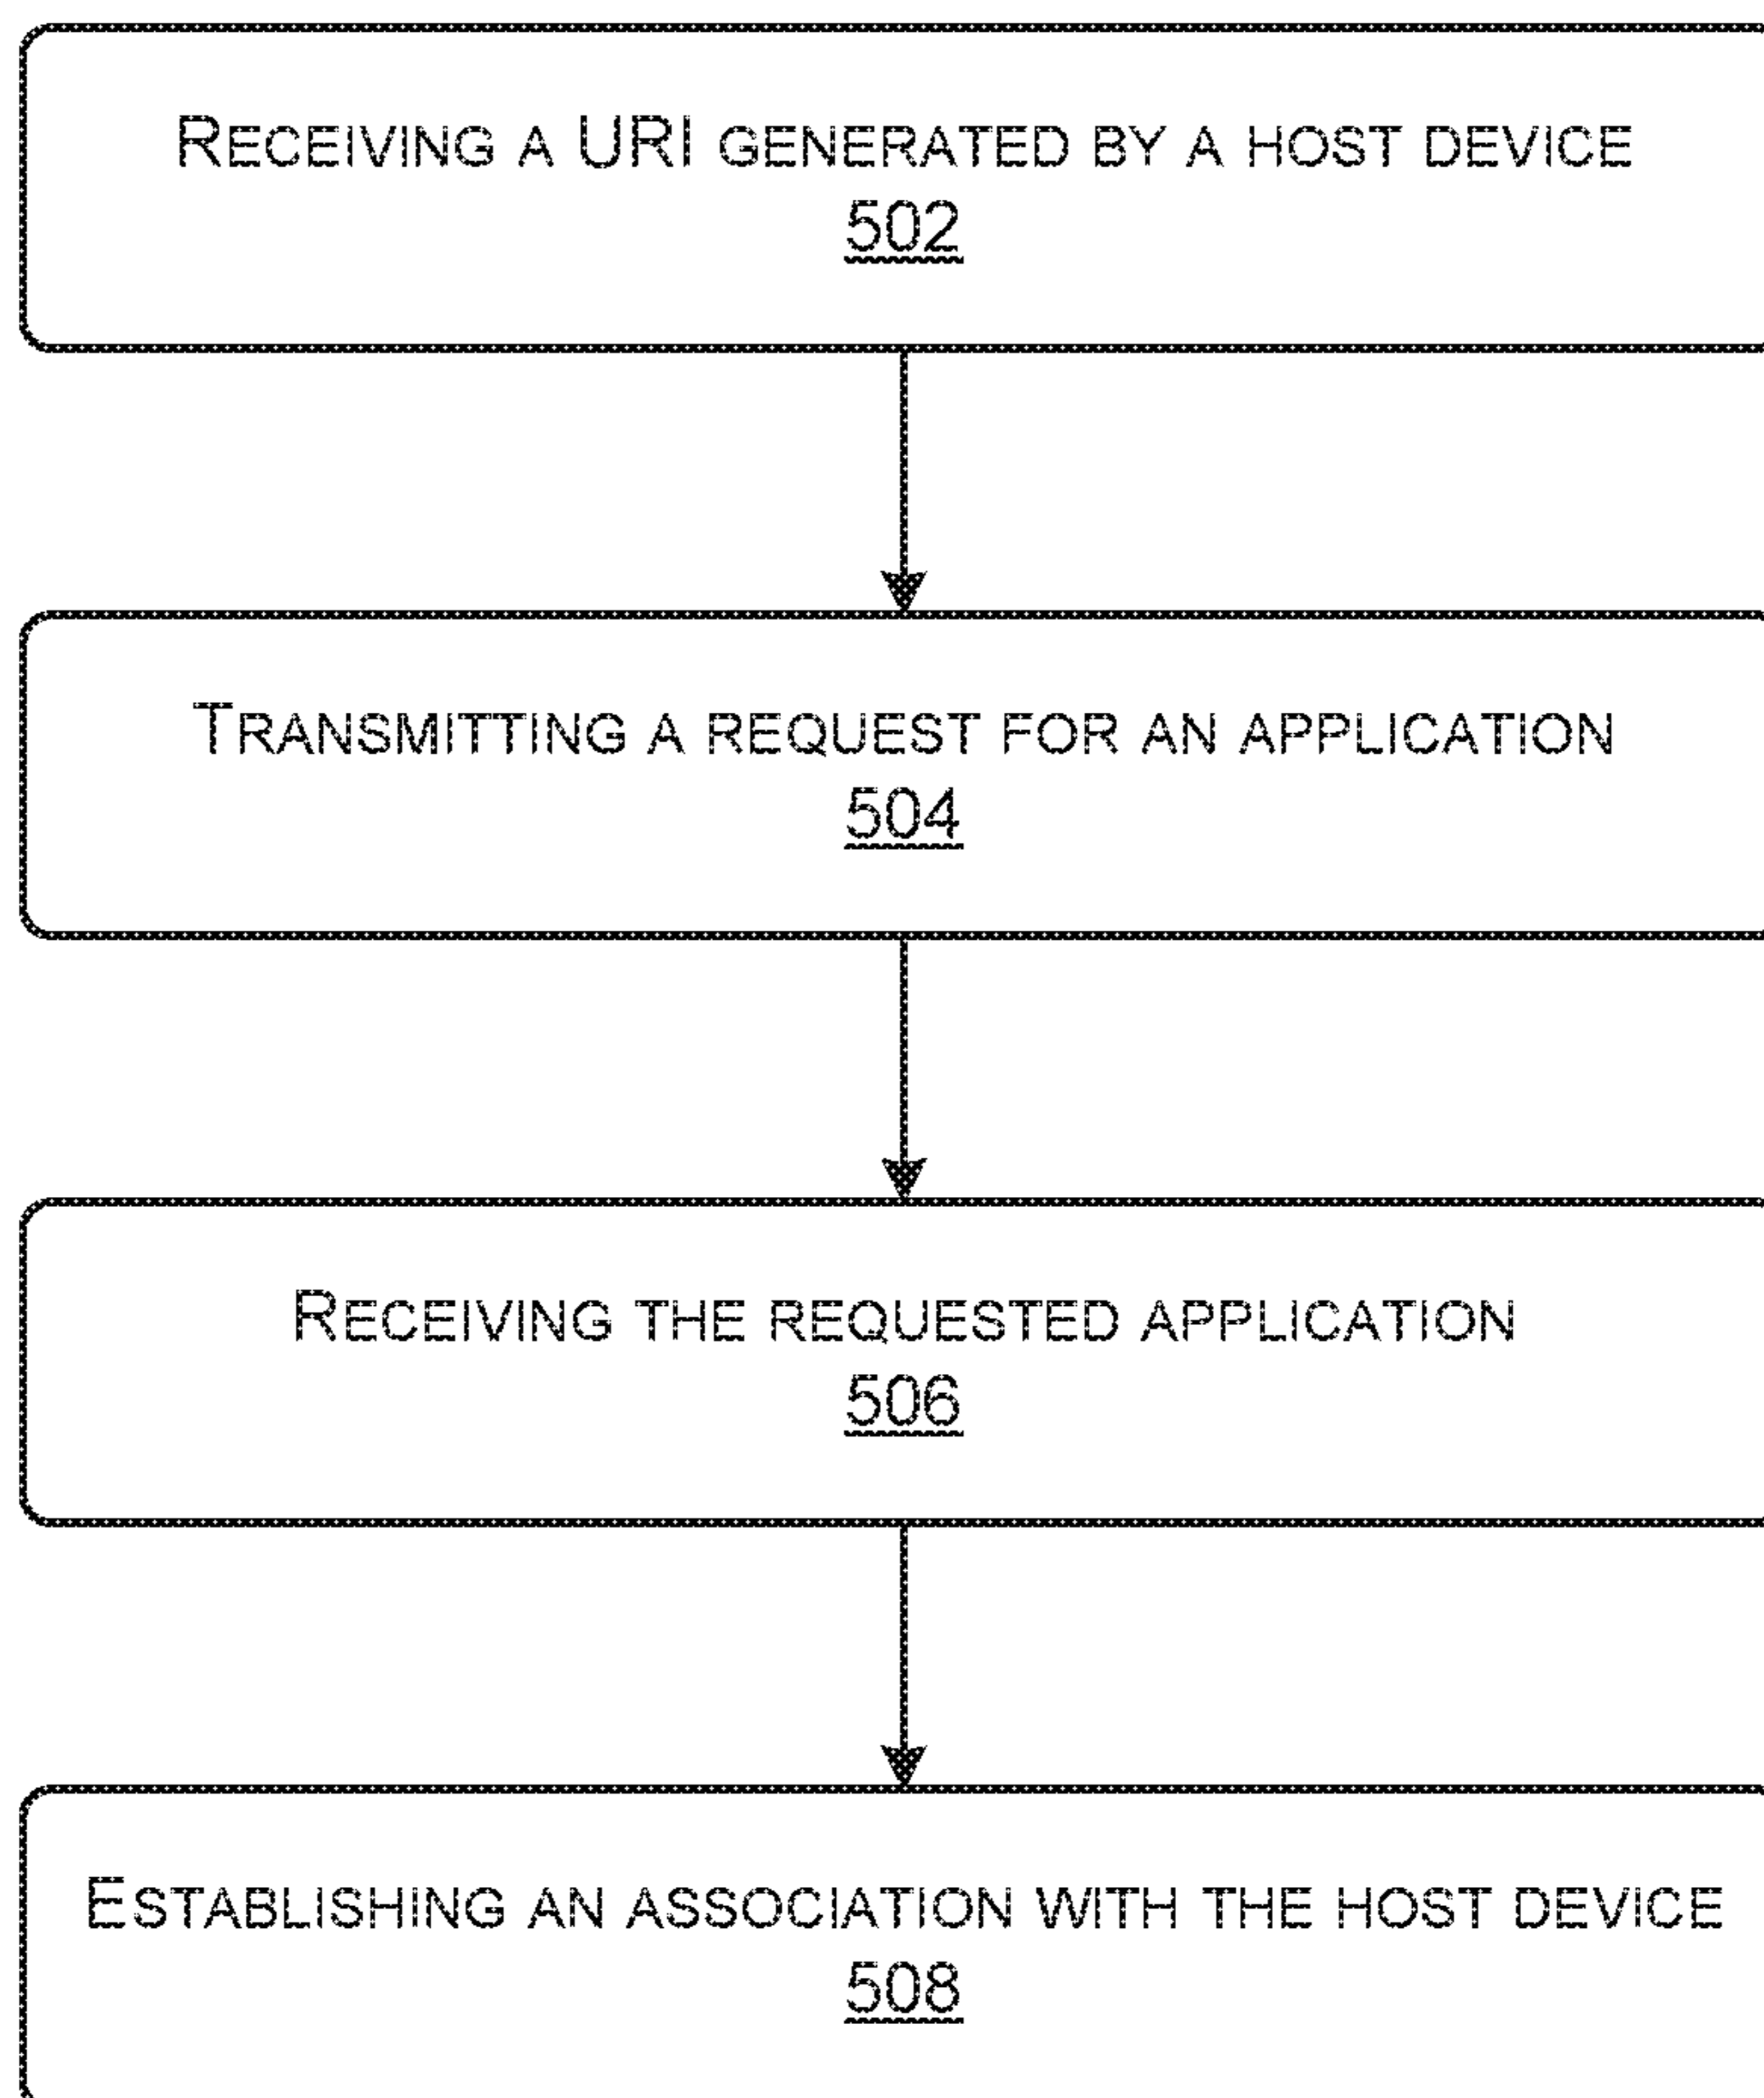 RECEIVING A URI GENERATED BY A HOST DEVICE
502
TRANSMITTING A REQUEST FOR AN APPLICATION
504
RECEIVING THE REQUESTED APPLICATION
506
ESTABLISHING AN ASSOCIATION WITH THE HOST DEVICE
508